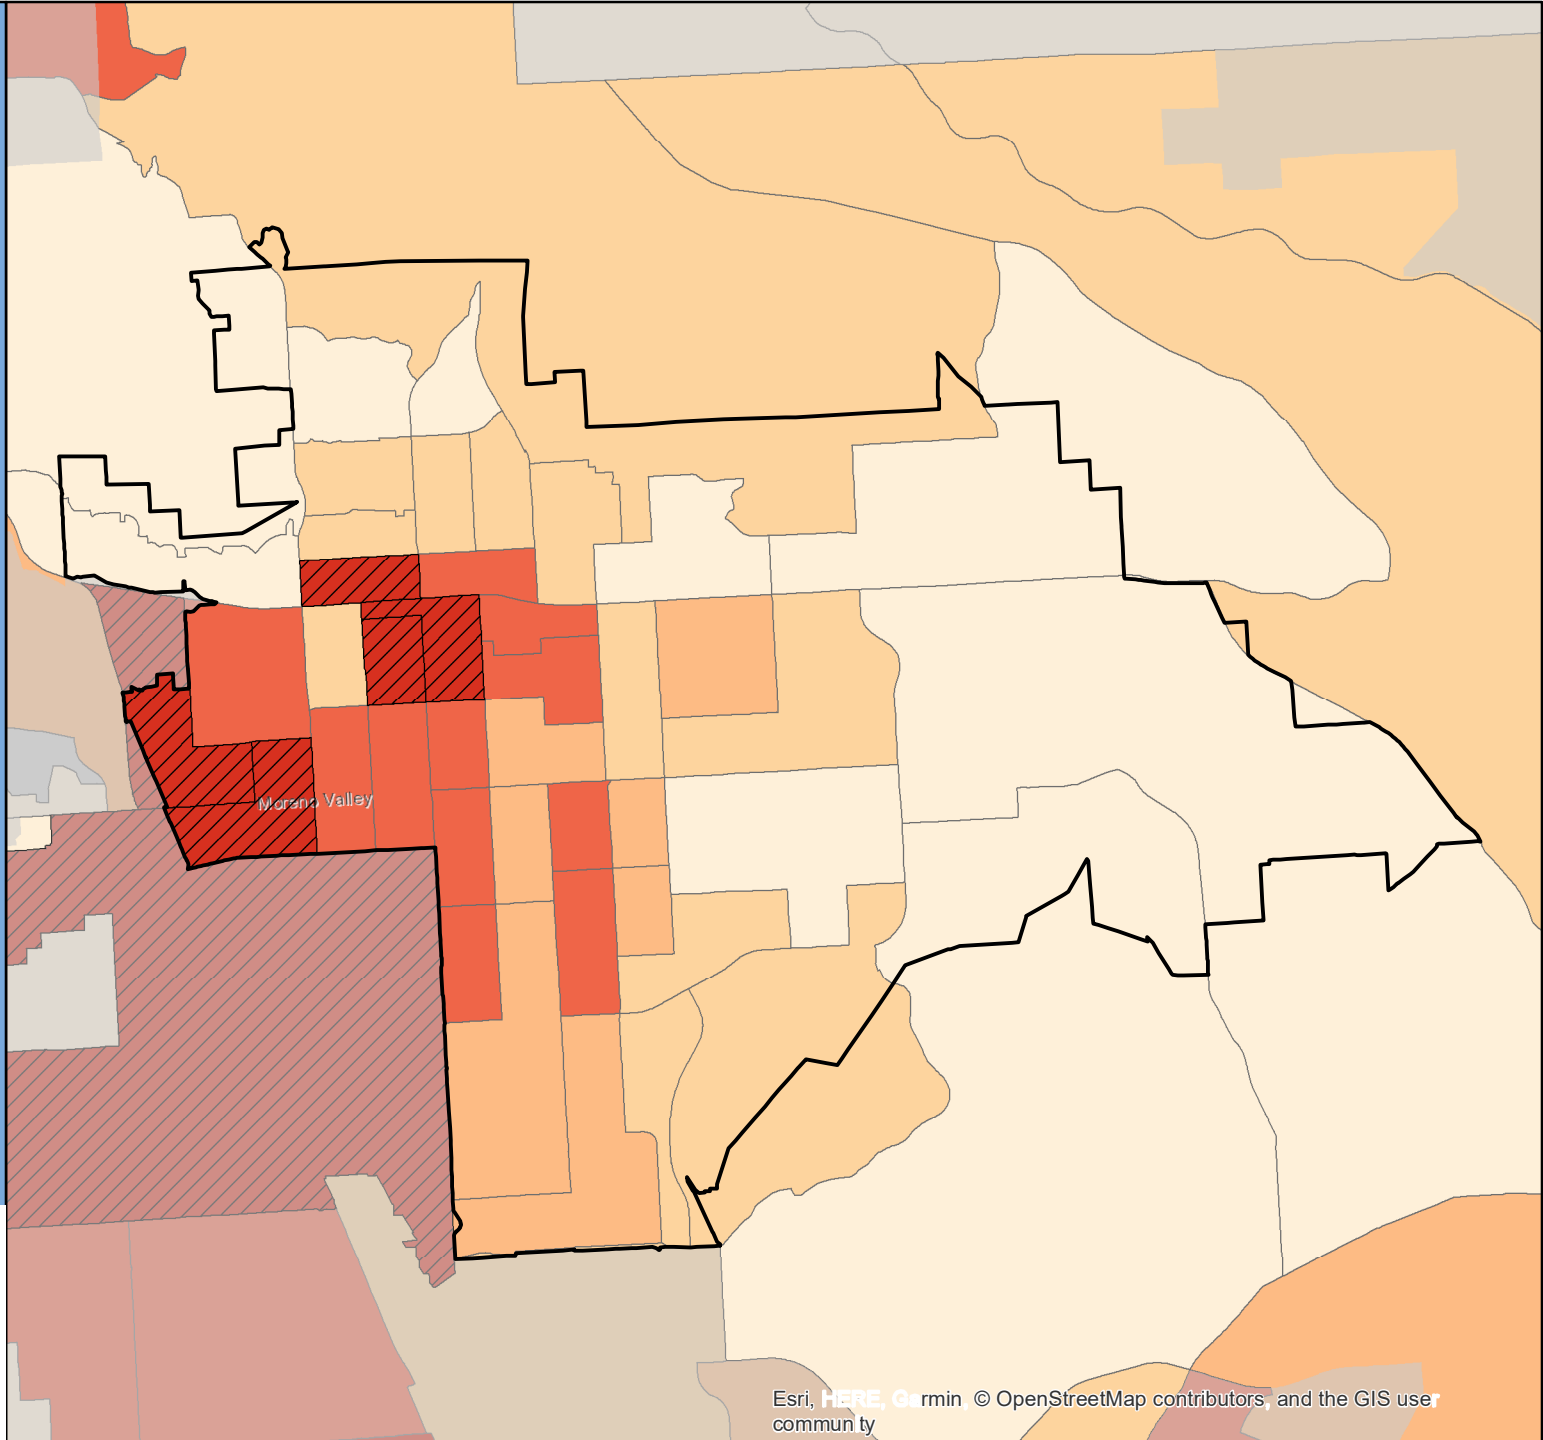 Moreno Valley
Esri, HERE, Garmin, © OpenStreetMap contributors, and the GIS user
community